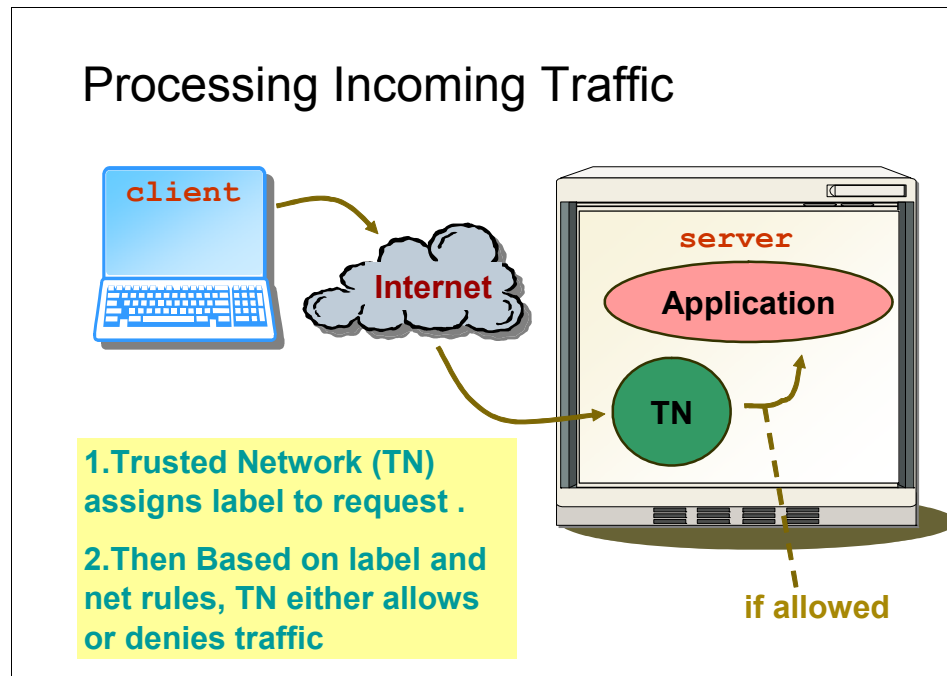 Processing Incoming Traffic
client
Internet
server
Application
TN
1.Trusted Network (TN)
assigns label to request .
2.Then Based on label and
net rules, TN either allows
or denies traffic
if allowed